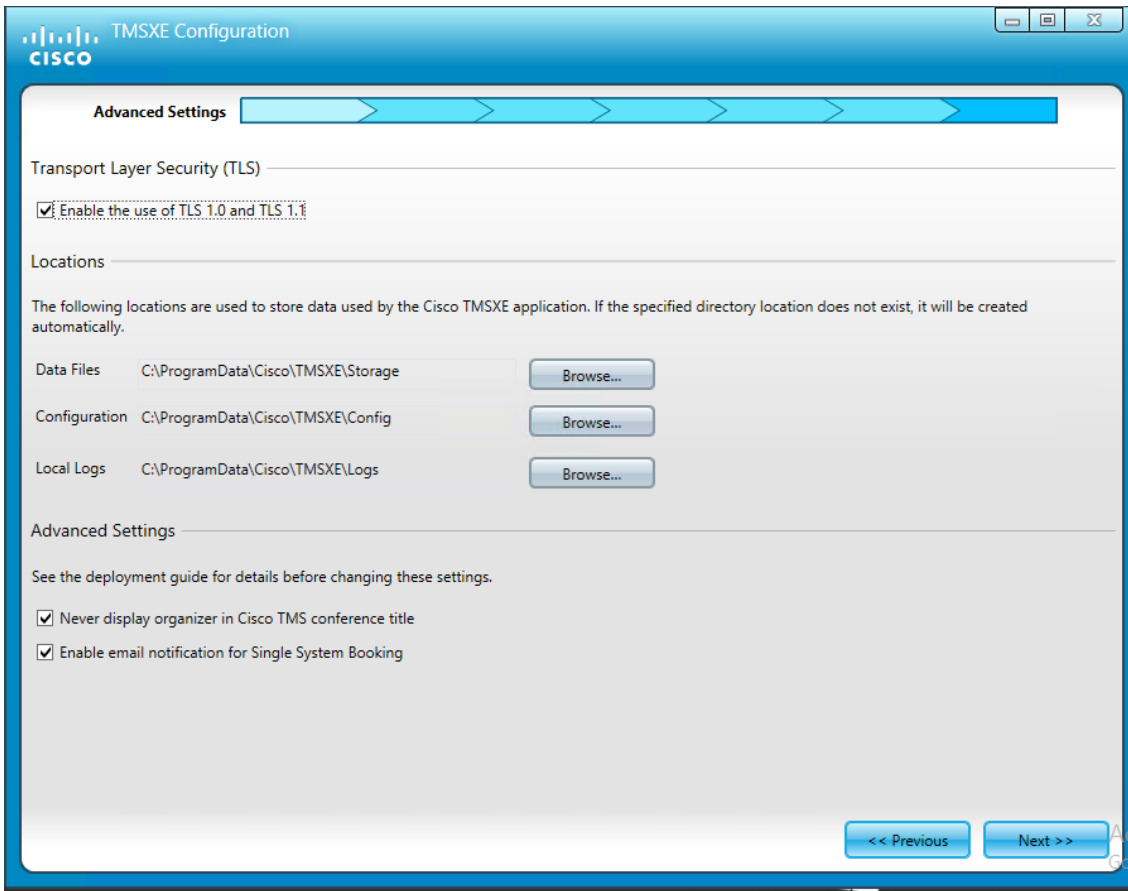 TMSXE Configuration
CISCO
Advanced Settings
Transport Layer Security (TLS)
Enable the use of TLS 1.0 and TLS 1.1
Locations
The following locations are used to store data used by the Cisco TMSXE application. If the specified directory location does not exist, it will be created
automatically.
Data Files C:\ProgramData\Cisco\TMSXE\Storage Browse...
Configuration C:\ProgramData\Cisco\TMSXE\Config Browse...
Local Logs C:\ProgramData\Cisco\TMSXE\Logs Browse...
Advanced Settings
See the deployment guide for details before changing these settings.
Never display organizer in Cisco TMS conference title
Enable email notification for Single System Booking
<< Previous Next >>